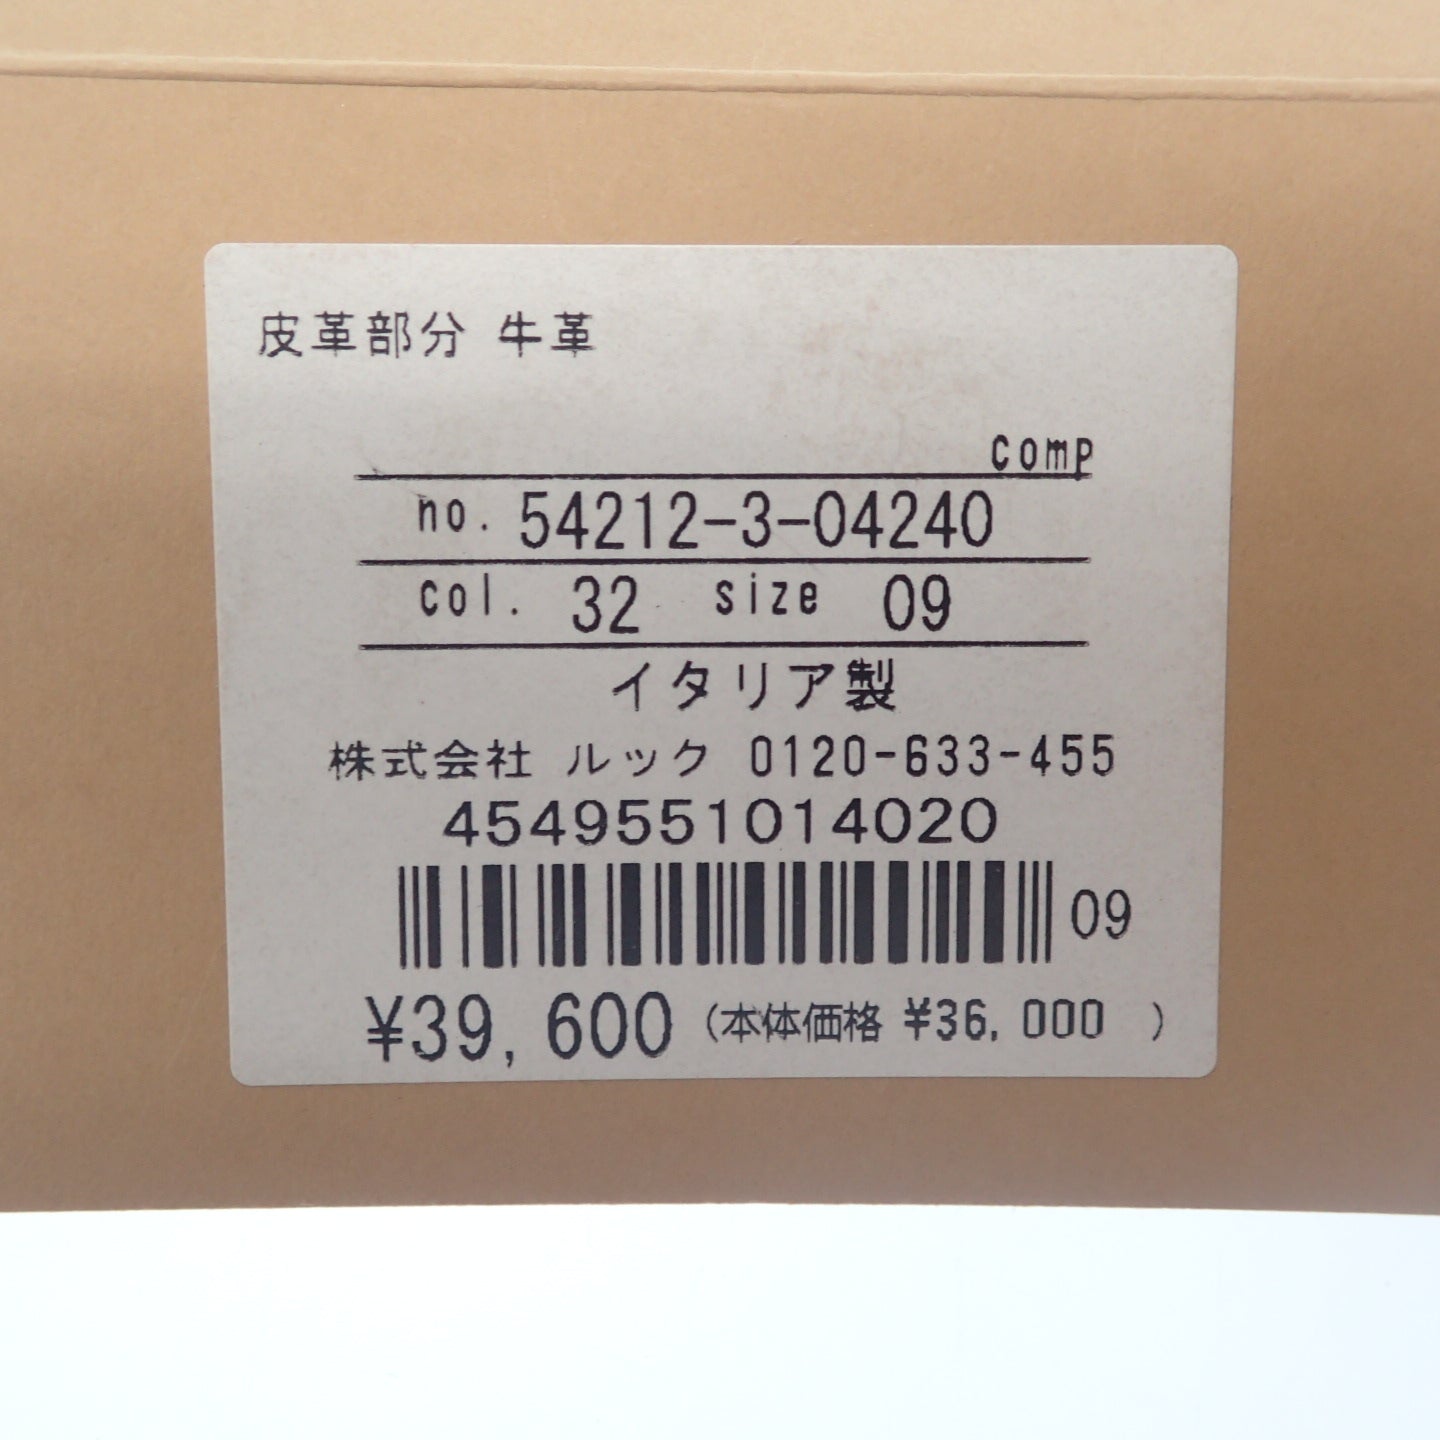 皮革部分 牛革
comp
no. 54212-3-04240
col. 32 size 09
イタリア製
株式会社 ルック 0120-633-455
4549551014020
09
¥39,600 (本体価格 ¥36,000 )